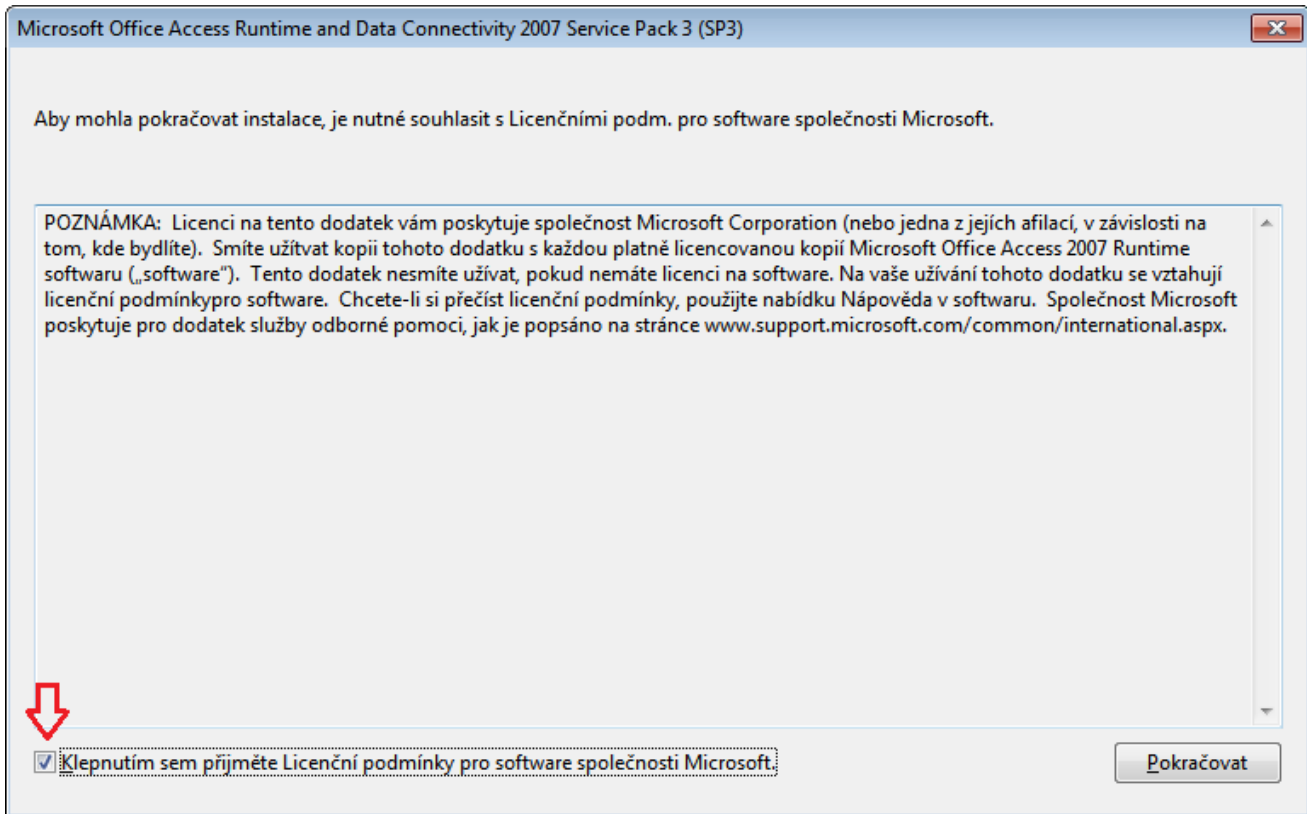 Microsoft Office Access Runtime and Data Connectivity 2007 Service Pack 3 (SP3)
Aby mohla pokračovat instalace, je nutné souhlasit s Licenčními podm. pro software společnosti Microsoft.
POZNÁMKA:  Licenci na tento dodatek vám poskytuje společnost Microsoft Corporation (nebo jedna z jejích afilací, v závislosti na
tom, kde bydlíte).  Smíte užítvat kopii tohoto dodatku s každou platně licencovanou kopií Microsoft Office Access 2007 Runtime
softwaru („software“).  Tento dodatek nesmíte užívat, pokud nemáte licenci na software. Na vaše užívání tohoto dodatku se vztahují
licenční podmínkypro software.  Chcete-li si přečíst licenční podmínky, použijte nabídku Nápověda v softwaru.  Společnost Microsoft
poskytuje pro dodatek služby odborné pomoci, jak je popsáno na stránce www.support.microsoft.com/common/international.aspx.
Klepnutím sem přijměte Licenční podmínky pro software společnosti Microsoft.
Pokračovat